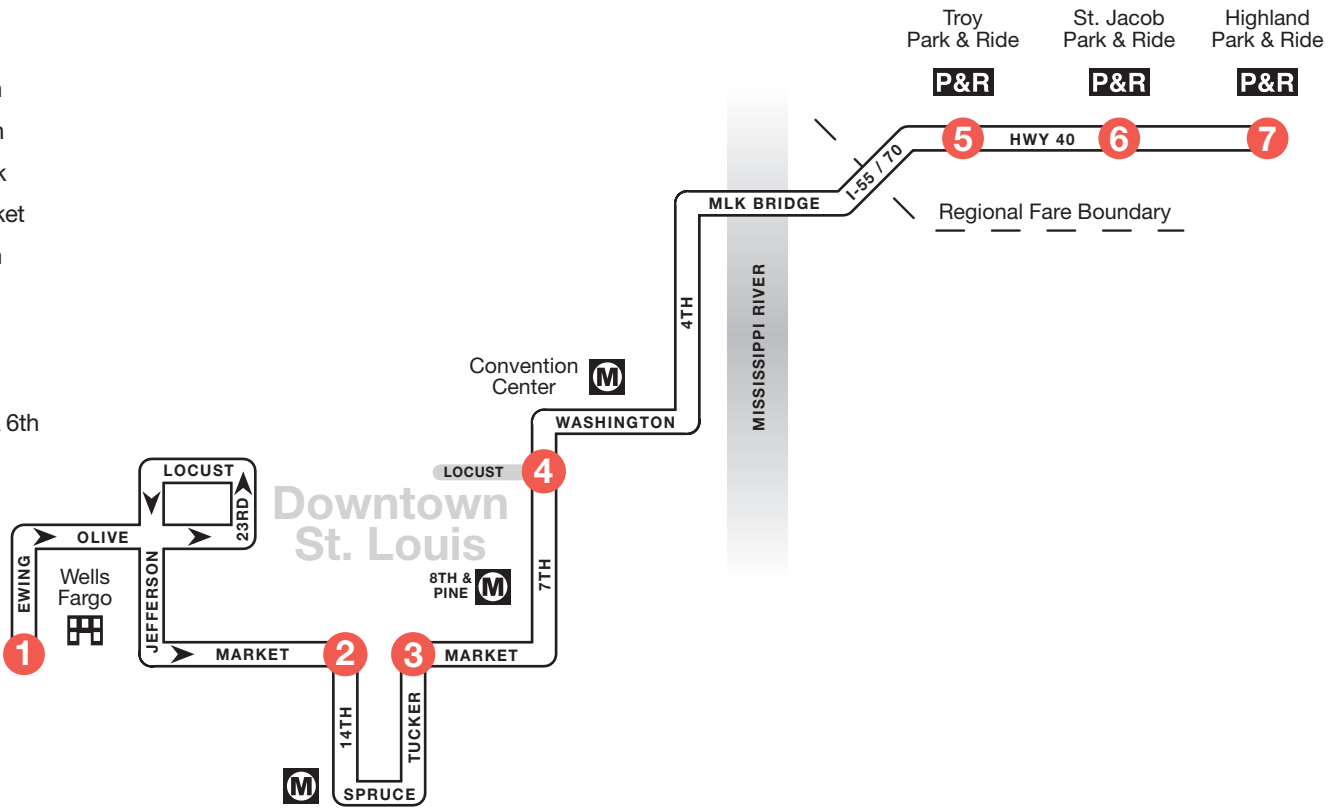 Troy
Park & Ride
St. Jacob
Park & Ride
Highland
Park & Ride
P&R
P&R
P&R
5
HWY 40
6
7
I-55 / 70
MLK BRIDGE
Regional Fare Boundary
ket
4TH
MISSISSIPPI RIVER
Convention
Center
M
WASHINGTON
6th
LOCUST
23RD
LOCUST
4
Downtown
St. Louis
OLIVE
EWING
Wells
Fargo
JEFFERSON
8TH &
PINE
M
7TH
1
MARKET
2
3
MARKET
14TH
TUCKER
M
SPRUCE